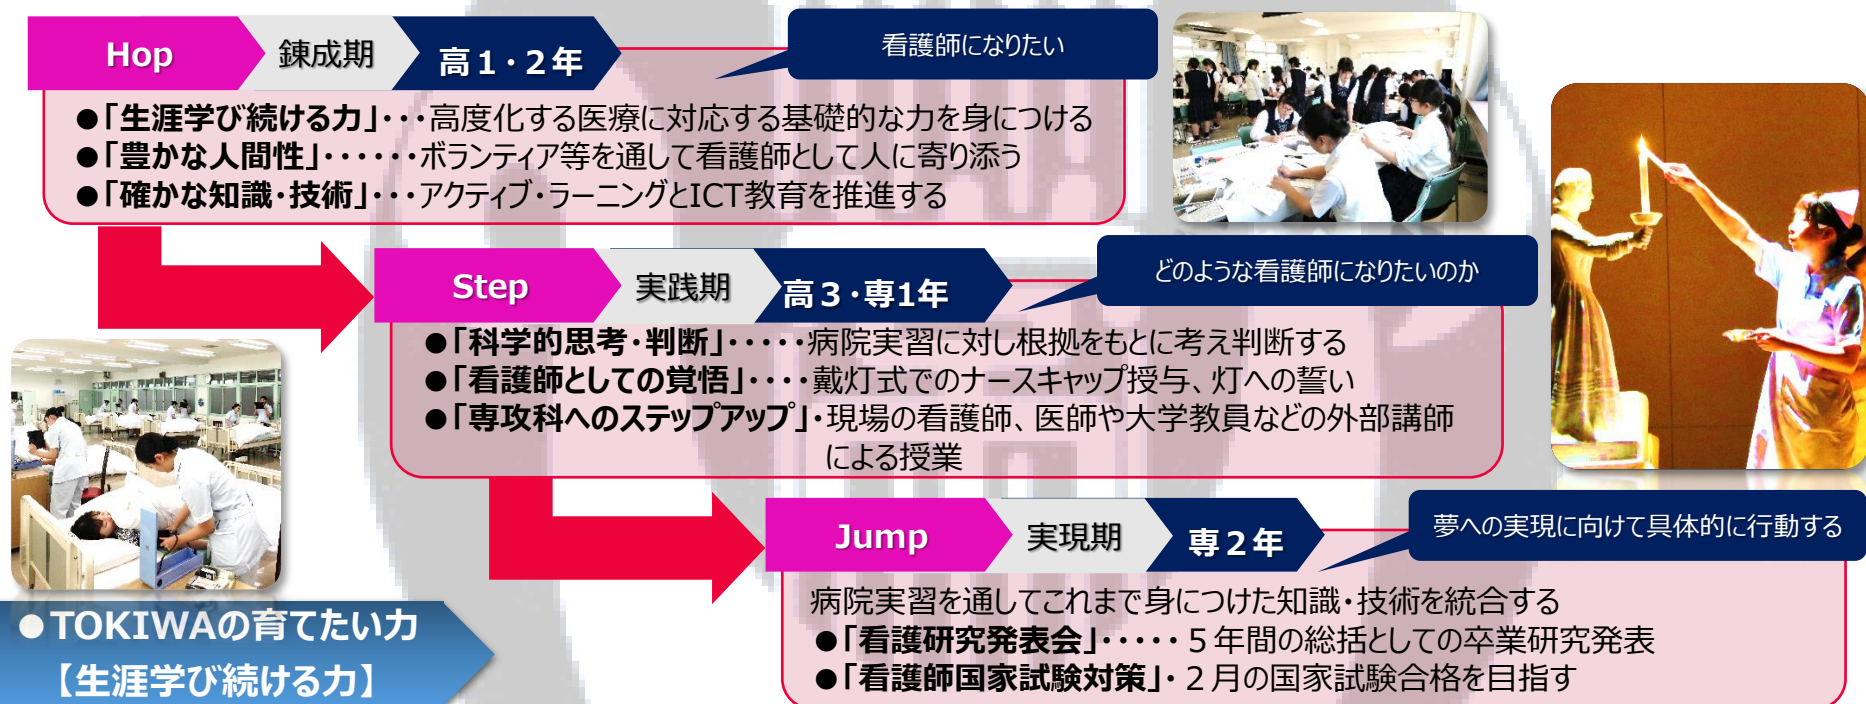 Hop 錬成期 高1・2年
看護師になりたい
●「生涯学び続ける力」・・・高度化する医療に対応する基礎的な力を身につける
●「豊かな人間性」・・・・・・ボランティア等を通して看護師として人に寄り添う
●「確かな知識・技術」・・・アクティブ・ラーニングとICT教育を推進する
Step 実践期 高3・専1年
どのような看護師になりたいのか
●「科学的思考・判断」・・・・・病院実習に対し根拠をもとに考え判断する
●「看護師としての覚悟」・・・・戴灯式でのナースキャップ授与、灯への誓い
●「専攻科へのステップアップ」・現場の看護師、医師や大学教員などの外部講師
による授業
Jump 実現期 専2年
夢への実現に向けて具体的に行動する
病院実習を通してこれまで身につけた知識・技術を統合する
●「看護研究発表会」・・・・・５年間の総括としての卒業研究発表
●「看護師国家試験対策」・２月の国家試験合格を目指す
●TOKIWAの育てたい力
【生涯学び続ける力】